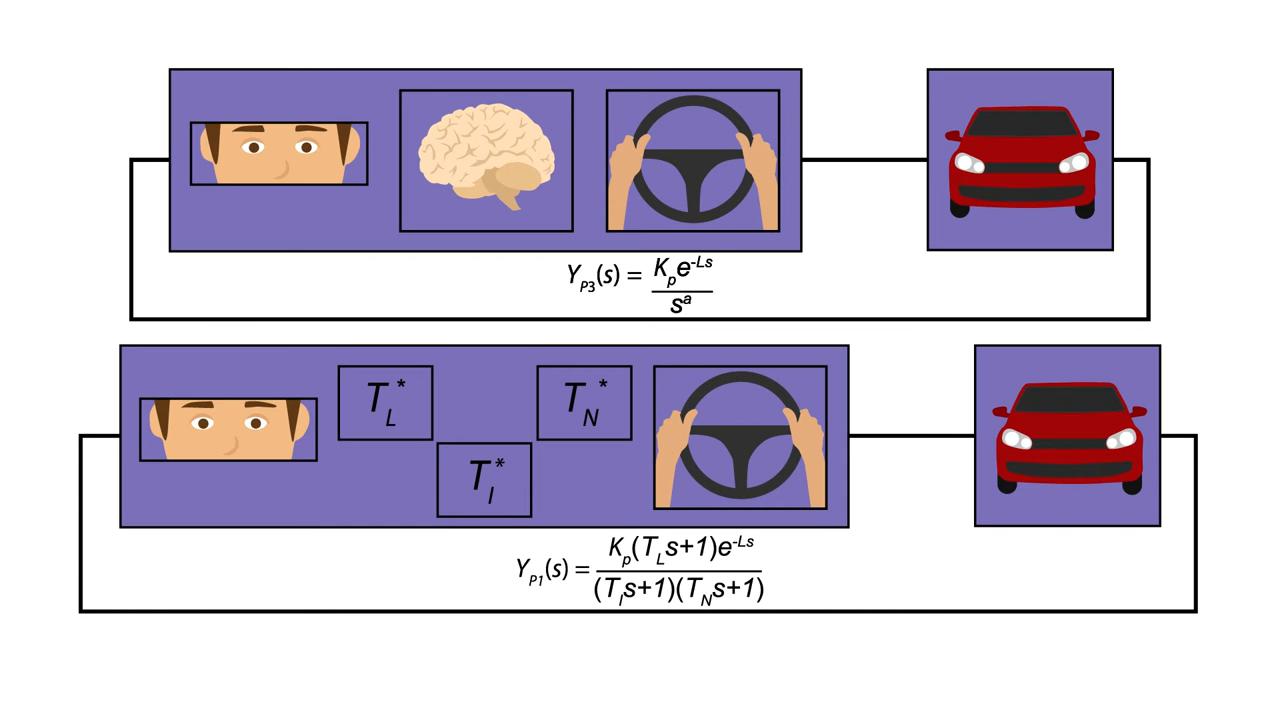 Y_P3(s) = K_p e^-Ls / s^a
T_L^*
T_N^*
T_I^*
Y_P1(s) = K_p(T_L s+1)e^-Ls / (T_I s+1)(T_N s+1)